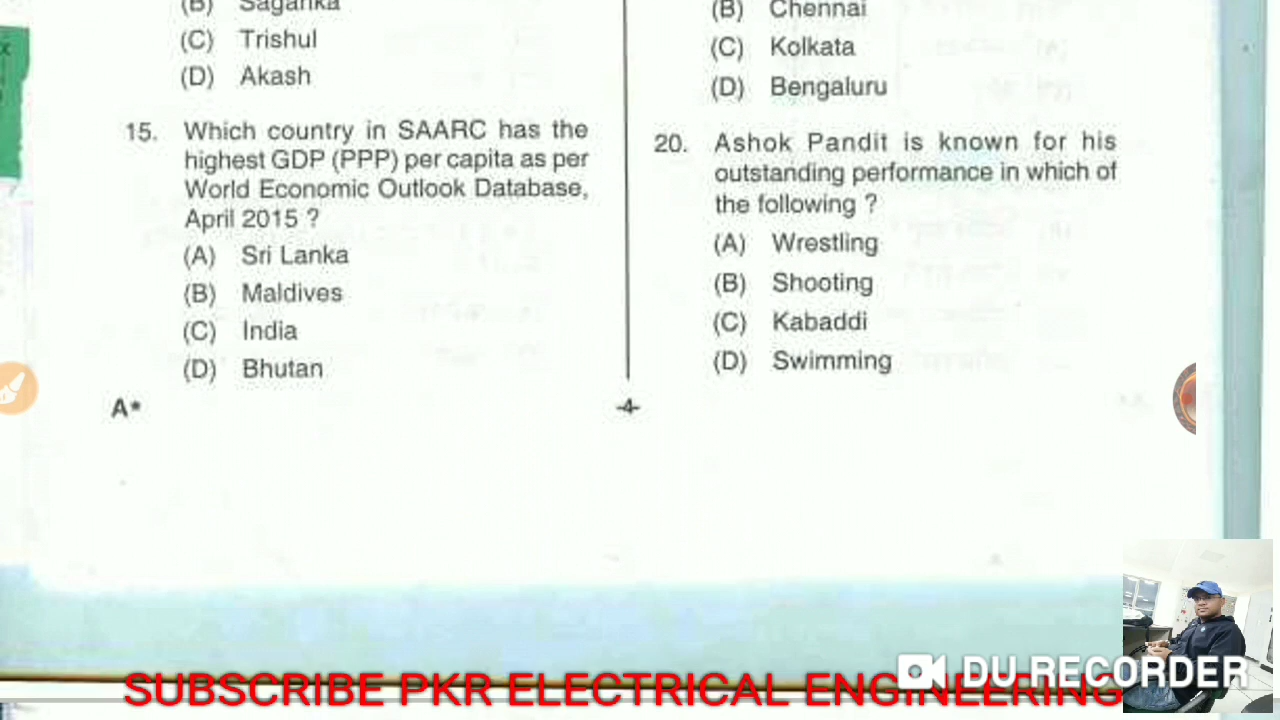 (B) Saganka
(C) Trishul
(D) Akash
15. Which country in SAARC has the
highest GDP (PPP) per capita as per
World Economic Outlook Database,
April 2015 ?
(A) Sri Lanka
(B) Maldives
(C) India
(D) Bhutan
A*
(B) Chennai
(C) Kolkata
(D) Bengaluru
20. Ashok Pandit is known for his
outstanding performance in which of
the following ?
(A) Wrestling
(B) Shooting
(C) Kabaddi
(D) Swimming
-4-
SUBSCRIBE PKR ELECTRICAL ENGINEERING
DU RECORDER